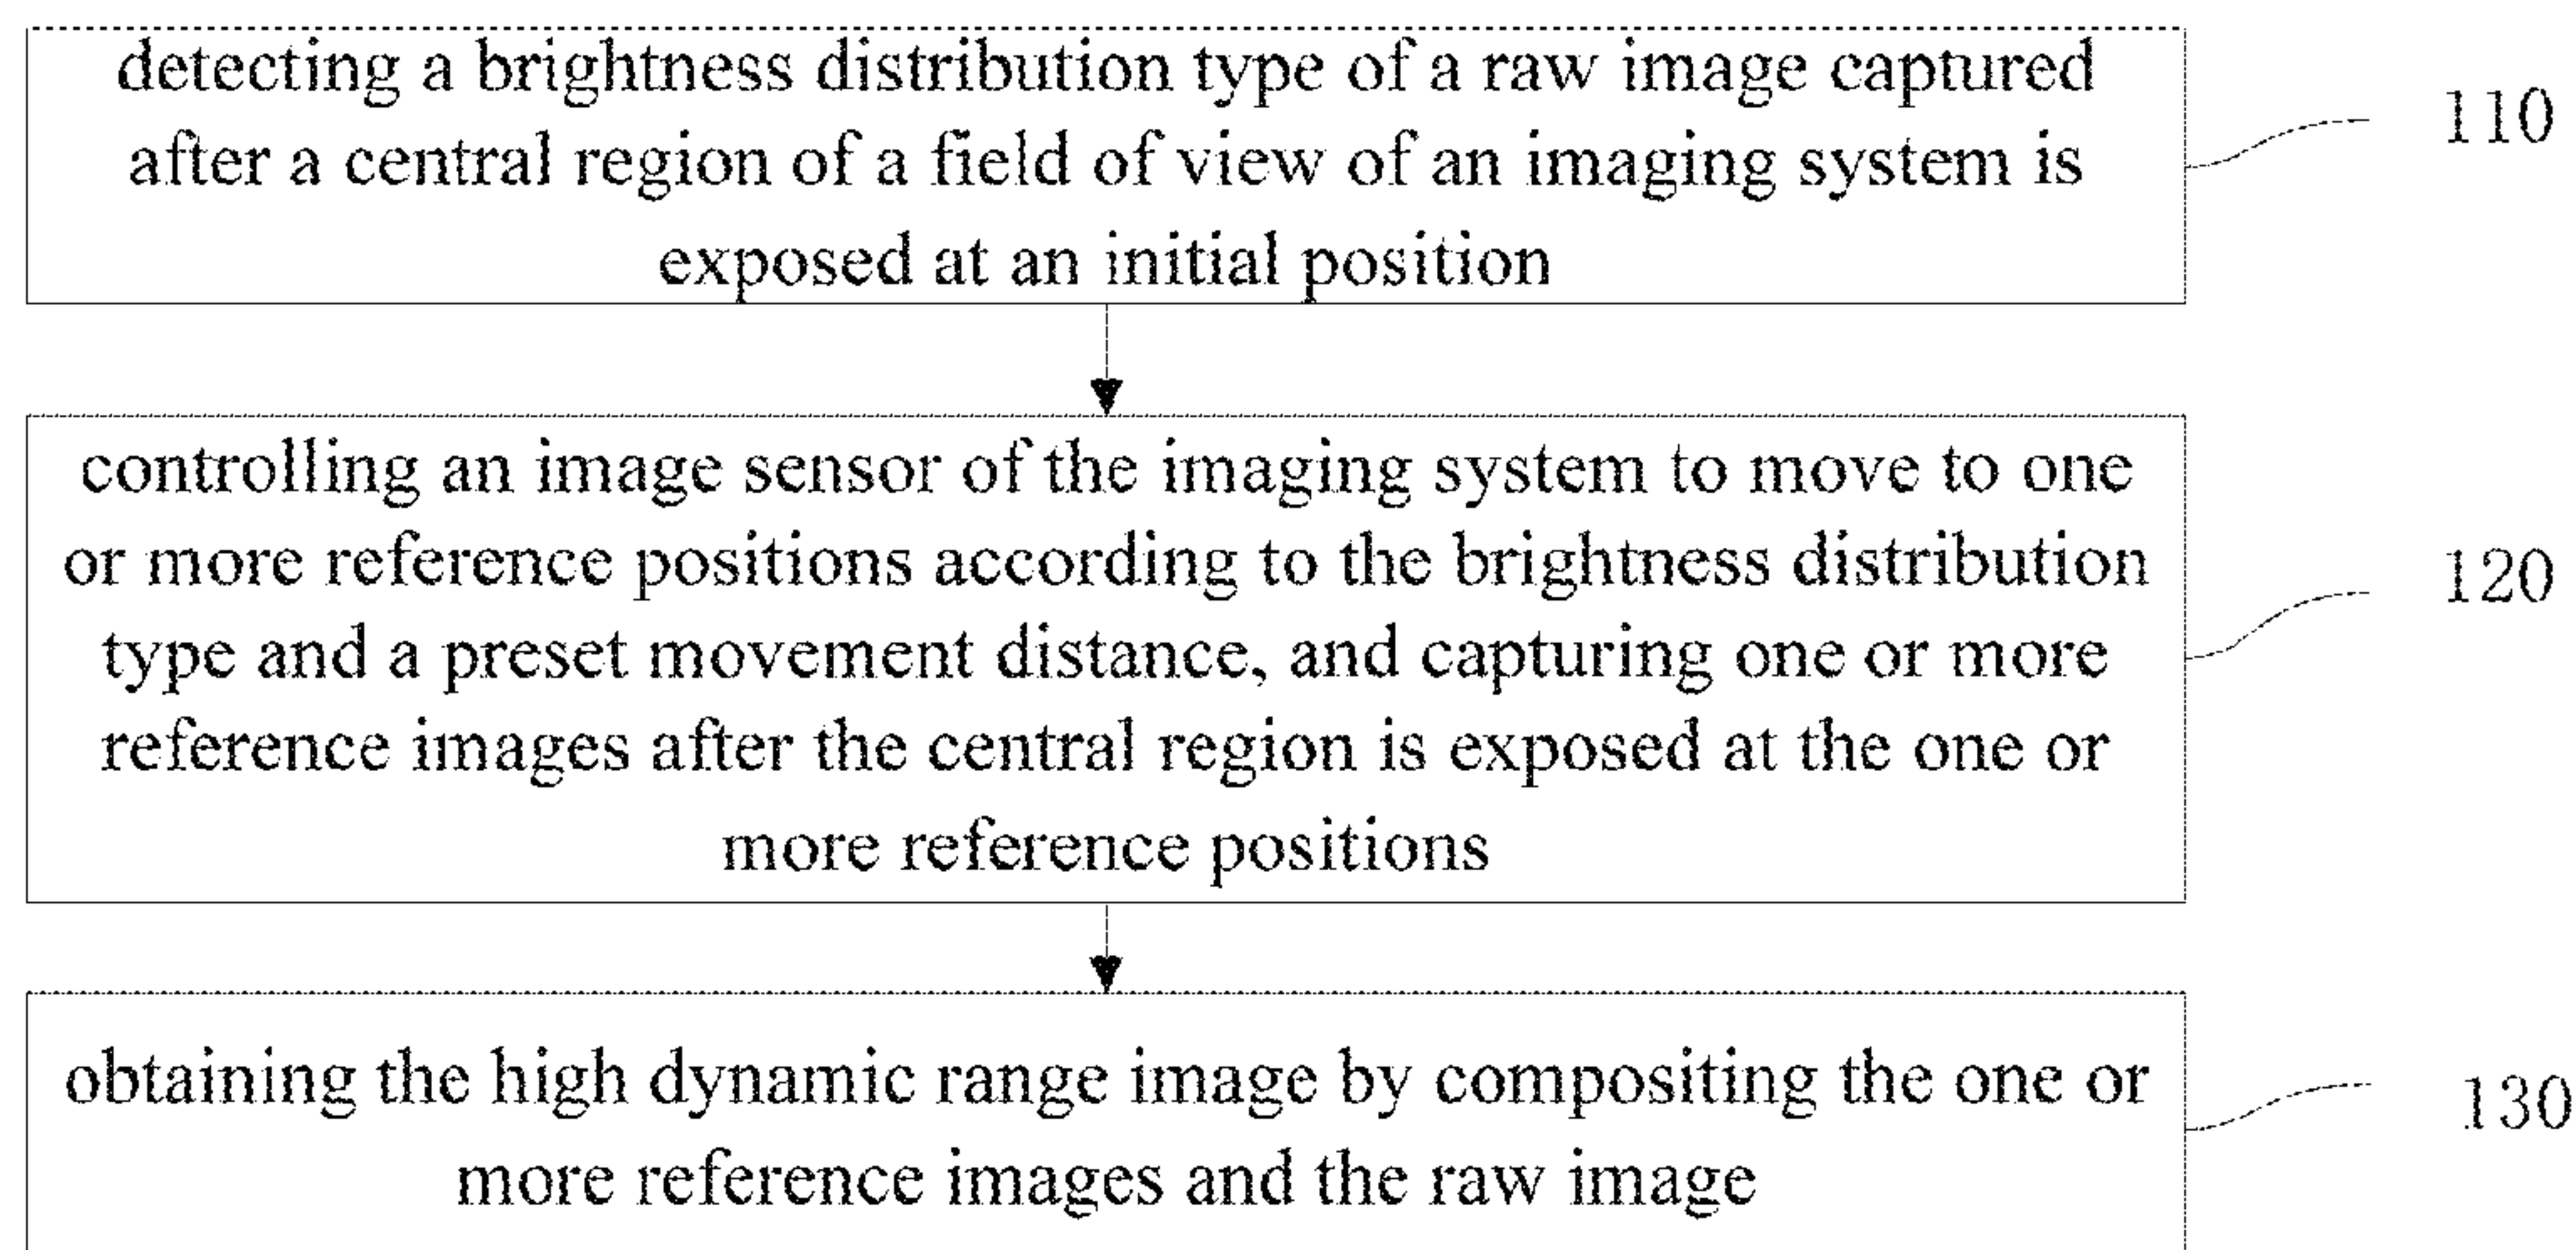 detecting a brightness distribution type of a raw image captured
after a central region of a field of view of an imaging system is
exposed at an initial position
110
controlling an image sensor of the imaging system to move to one
or more reference positions according to the brightness distribution
type and a preset movement distance, and capturing one or more
reference images after the central region is exposed at the one or
more reference positions
120
obtaining the high dynamic range image by compositing the one or
more reference images and the raw image
130